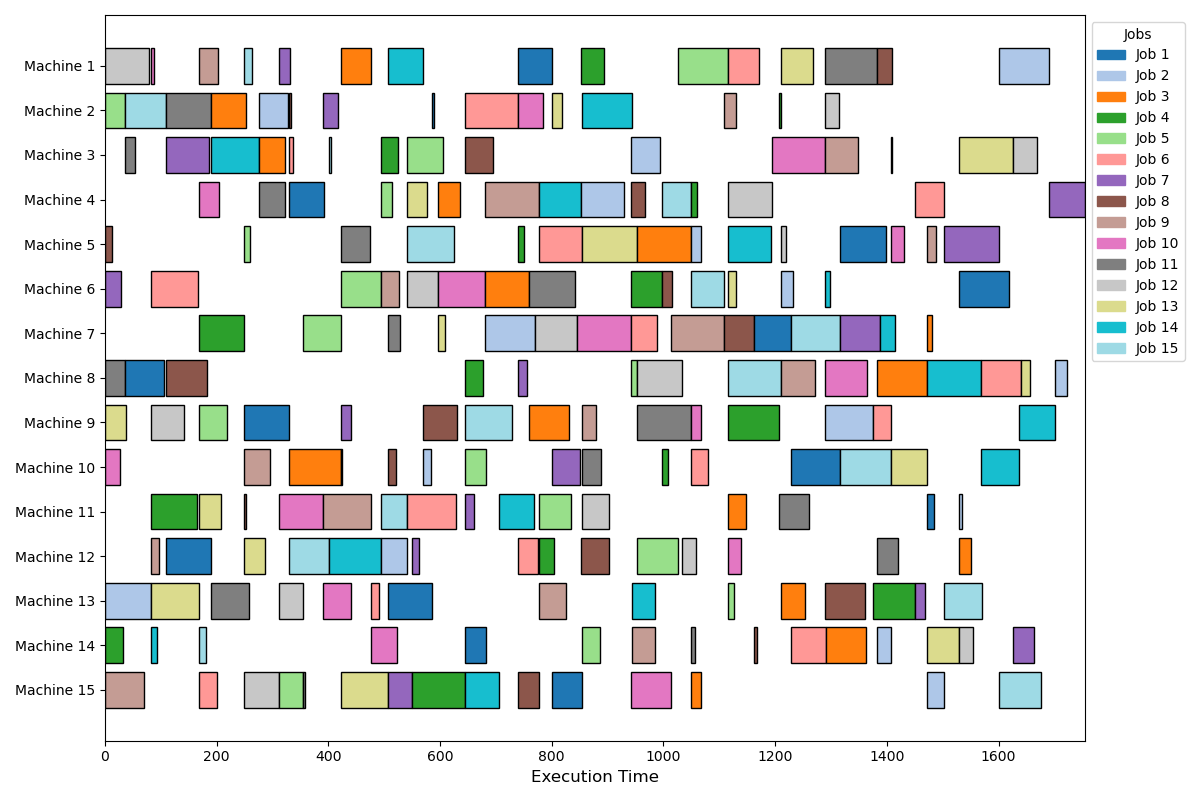 Machine 1
Machine 2
Machine 3
Machine 4
Machine 5
Machine 6
Machine 7
Machine 8
Machine 9
Machine 10
Machine 11
Machine 12
Machine 13
Machine 14
Machine 15
0 200 400 600 800 1000 1200 1400 1600
Execution Time
Jobs
Job 1
Job 2
Job 3
Job 4
Job 5
Job 6
Job 7
Job 8
Job 9
Job 10
Job 11
Job 12
Job 13
Job 14
Job 15